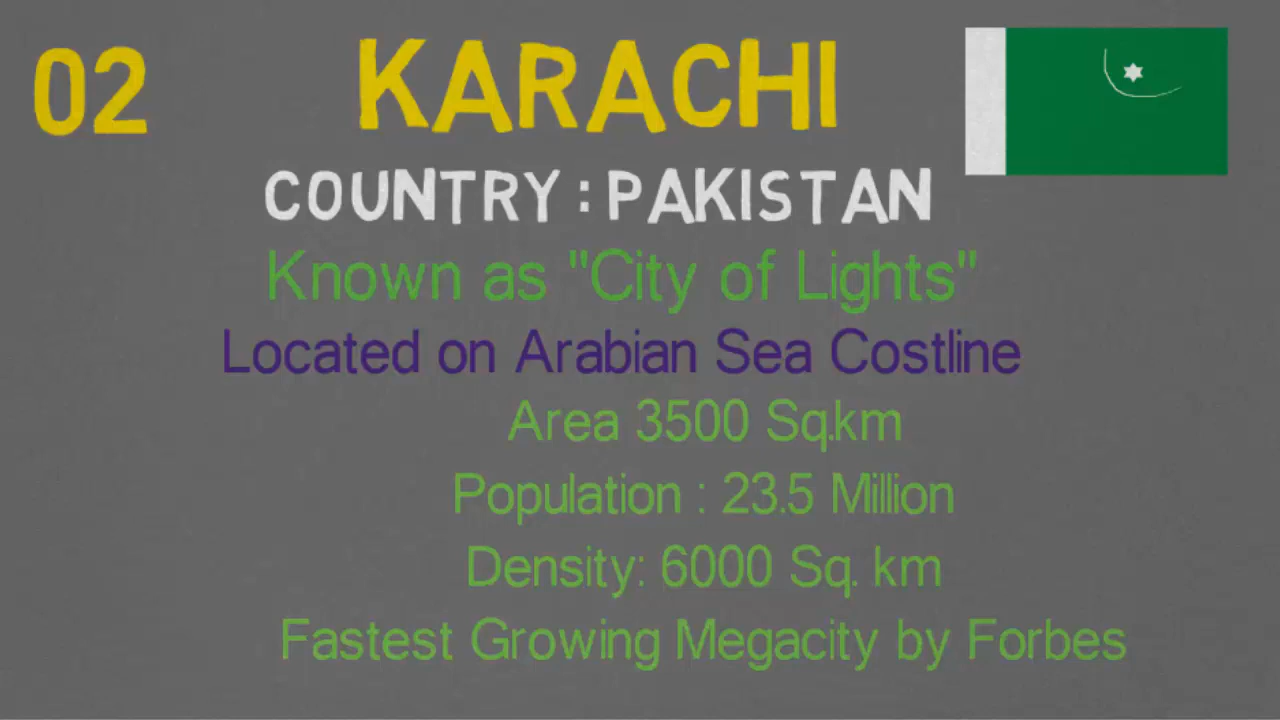 02
KARACHI
COUNTRY : PAKISTAN
Known as "City of Lights"
Located on Arabian Sea Costline
Area 3500 Sq.km
Population : 23.5 Million
Density: 6000 Sq. km
Fastest Growing Megacity by Forbes